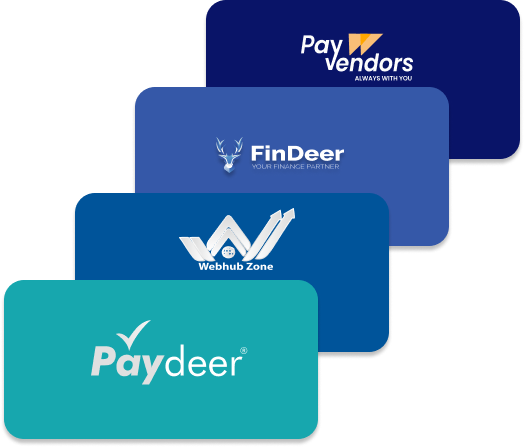 Pay
Vendors
ALWAYS WITH YOU
FinDeer
YOUR FINANCE PARTNER
Webhub Zone
Paydeer®